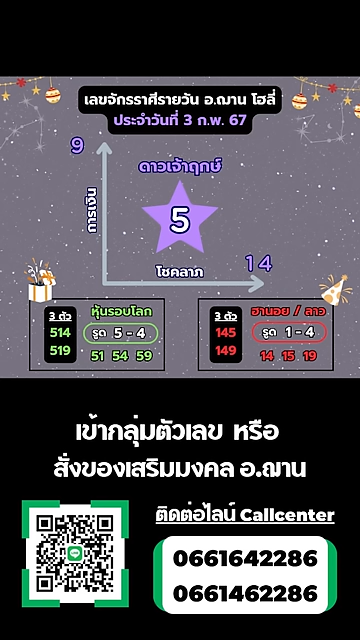 เลขจักรราศีรายวัน อ.ฌาน โฮลี่
ประจำวันที่ 3 ก.พ. 67
9
ดาวเจ้าฤกษ์
การเงิน
5
โชคลาภ
14
3 ตัว
514
519
หุ้นรอบโลก
รูด 5 - 4
51 54 59
3 ตัว
145
149
ฮานอย / ลาว
รูด 1 - 4
14 15 19
เข้ากลุ่มตัวเลข หรือ
สั่งของเสริมมงคล อ.ฌาน
ติดต่อไลน์ Callcenter
0661642286
0661462286